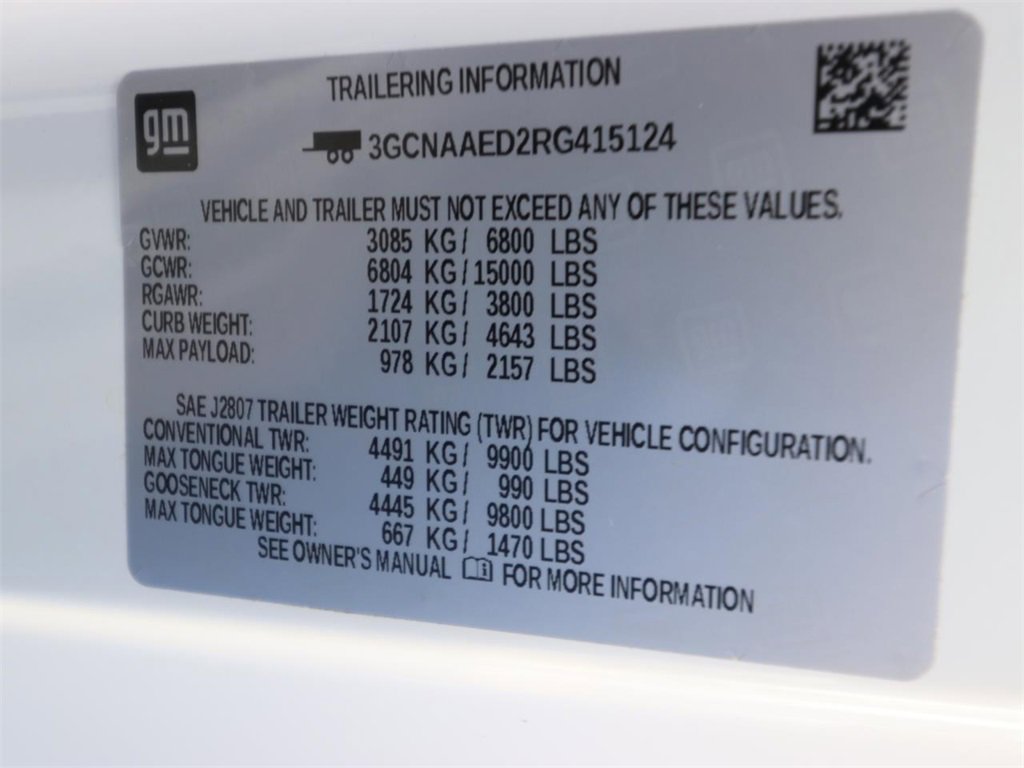 gm
TRAILERING INFORMATION
3GCNAAED2RG415124
VEHICLE AND TRAILER MUST NOT EXCEED ANY OF THESE VALUES.
GVWR: 3085 KG/ 6800 LBS
GCWR: 6804 KG/ 15000 LBS
RGAWR: 1724 KG/ 3800 LBS
CURB WEIGHT: 2107 KG/ 4643 LBS
MAX PAYLOAD: 978 KG/ 2157 LBS
SAE J2807 TRAILER WEIGHT RATING (TWR) FOR VEHICLE CONFIGURATION.
CONVENTIONAL TWR: 4491 KG/ 9900 LBS
MAX TONGUE WEIGHT: 449 KG/ 990 LBS
GOOSENECK TWR: 4445 KG/ 9800 LBS
MAX TONGUE WEIGHT: 667 KG/ 1470 LBS
SEE OWNER'S MANUAL FOR MORE INFORMATION